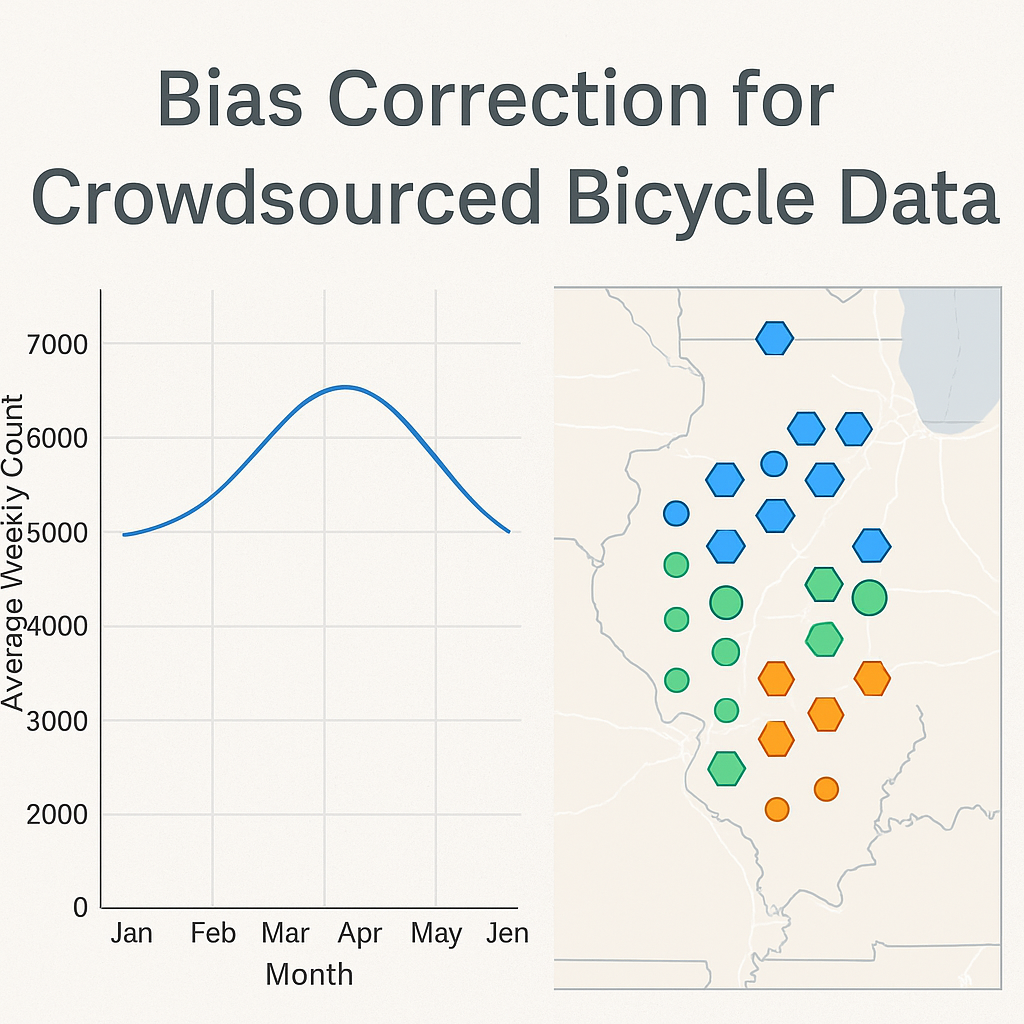 Bias Correction for
Crowdsourced Bicycle Data
Average Weekly Count
7000
6000
5000
4000
3000
2000
0
Jan Feb Mar Apr May Jen
Month